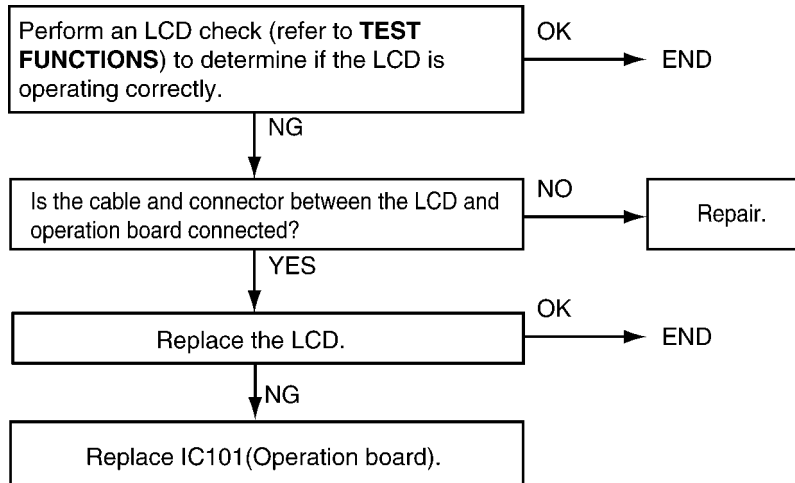 Perform an LCD check (refer to TEST
FUNCTIONS) to determine if the LCD is
operating correctly.
OK
END
NG
Is the cable and connector between the LCD and
operation board connected?
NO
Repair.
YES
Replace the LCD.
OK
END
NG
Replace IC101(Operation board).